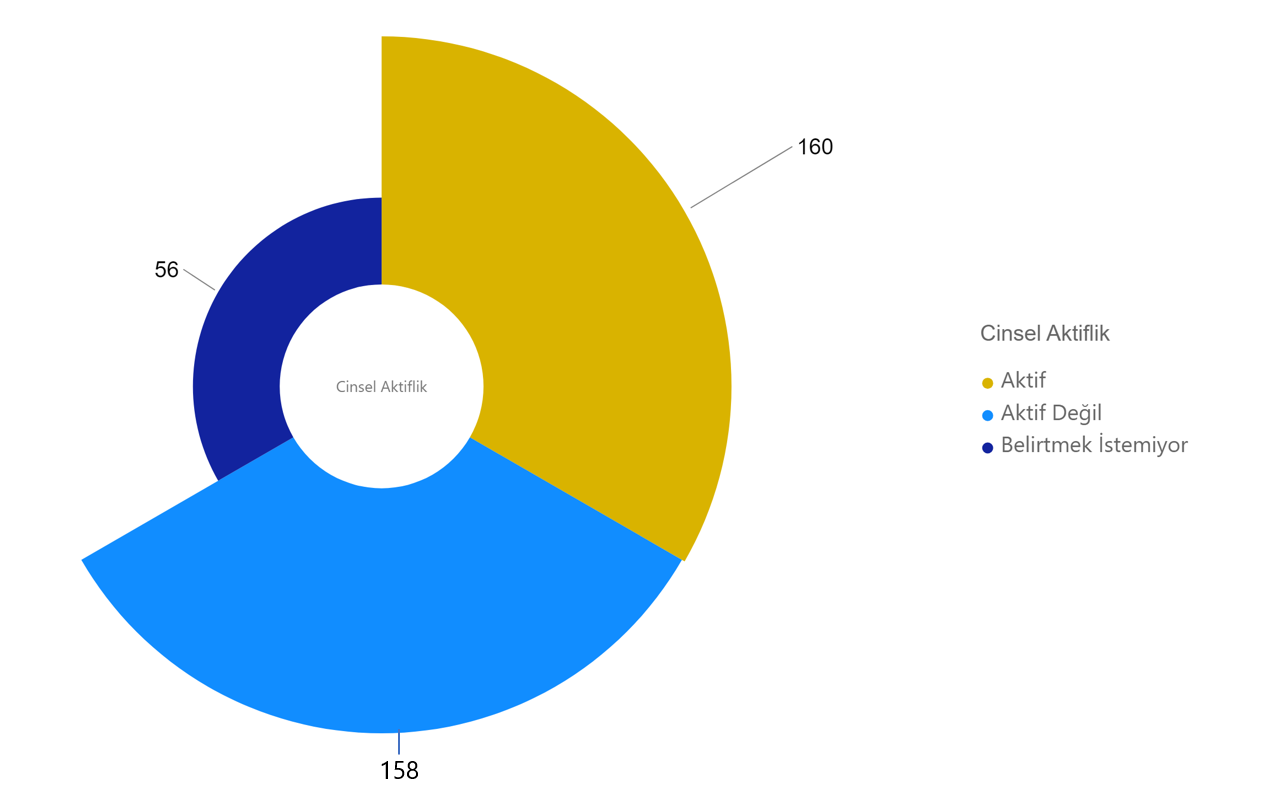 160
56
Cinsel Aktiflik
158
Cinsel Aktiflik
Aktif
Aktif Değil
Belirtmek İstemiyor